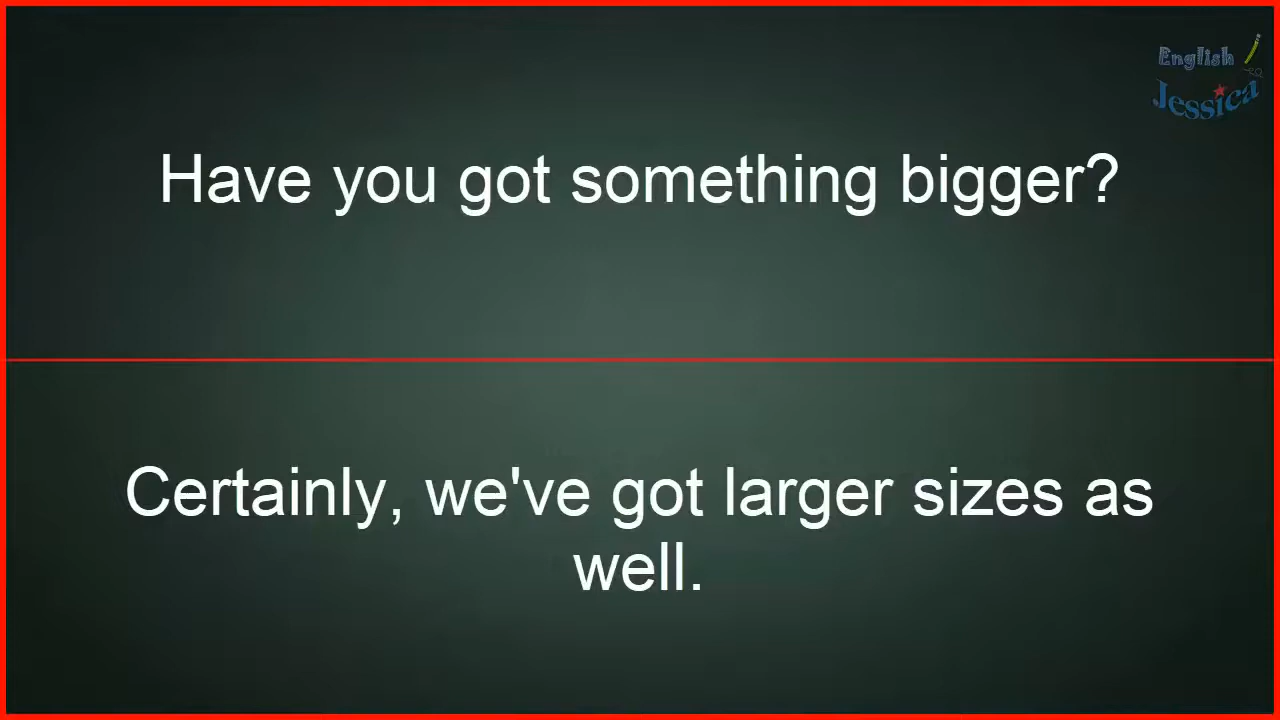 English
Jessica
Have you got something bigger?
Certainly, we've got larger sizes as
well.